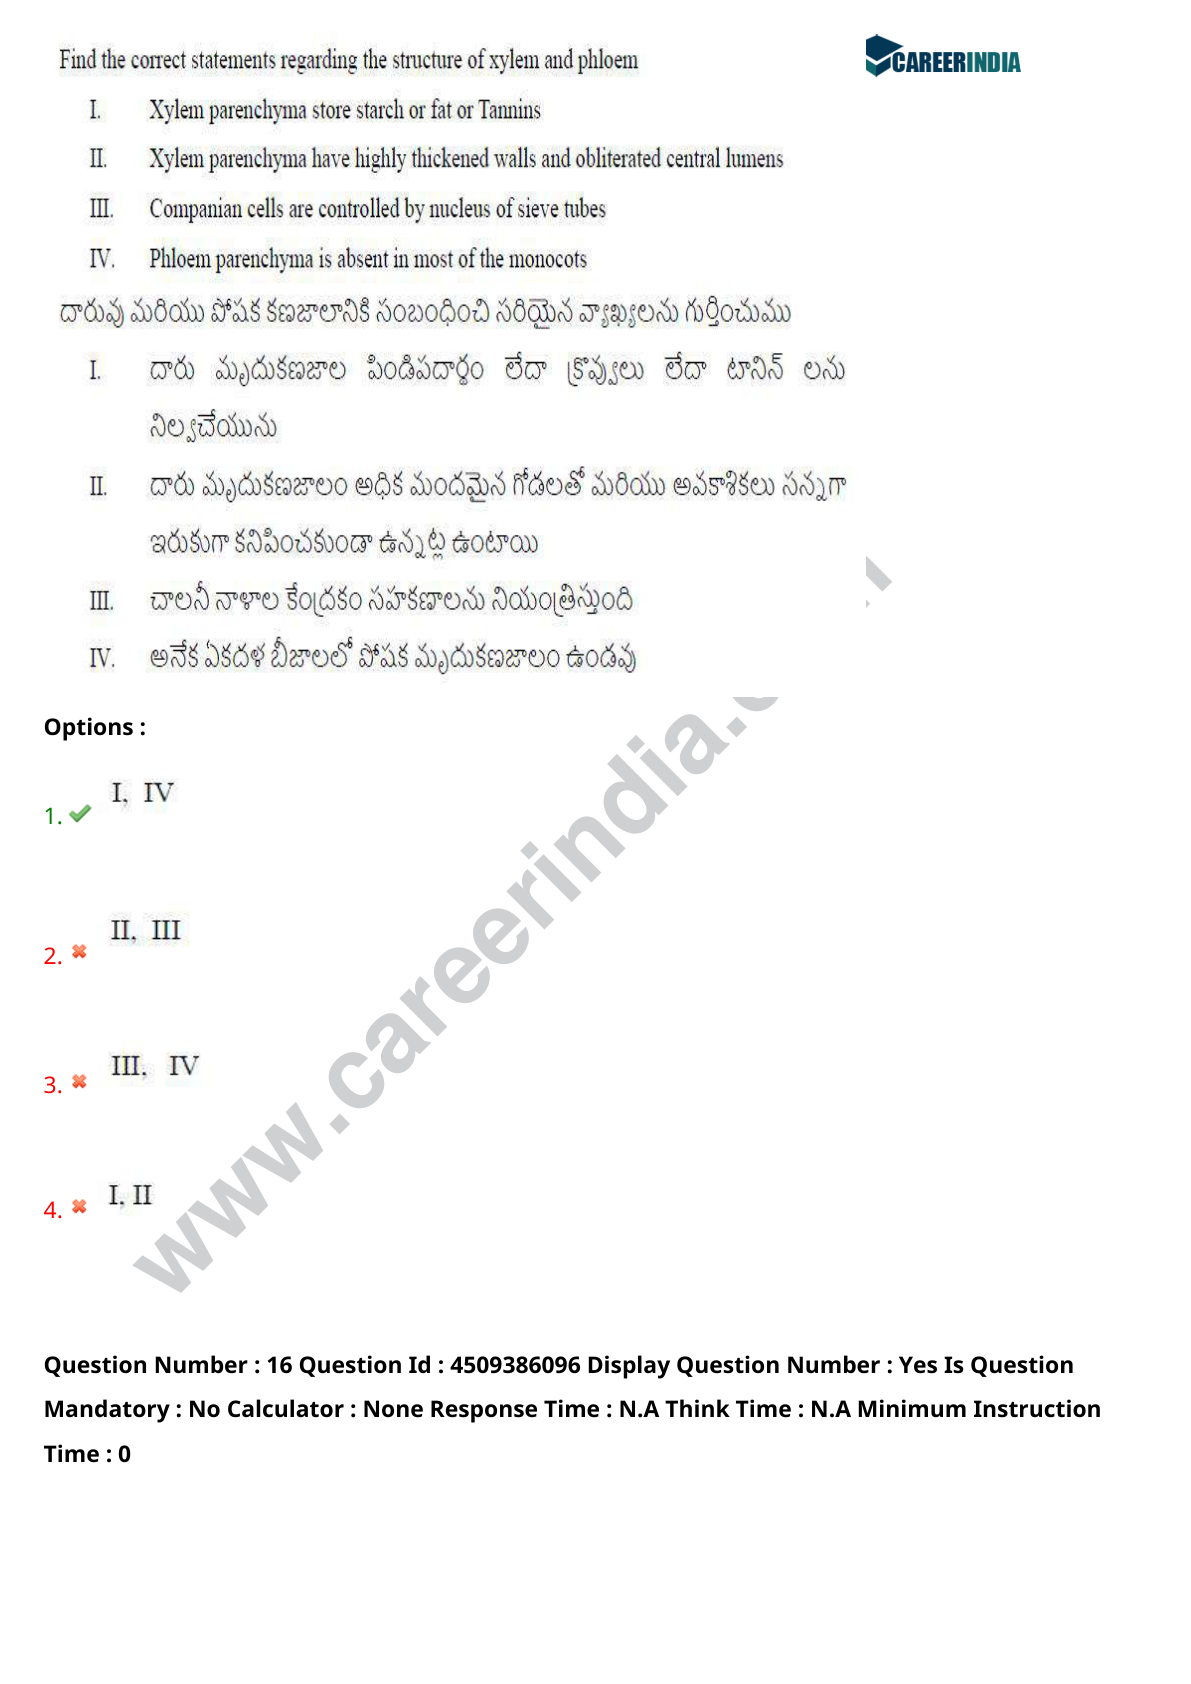 CAREERINDIA
Find the correct statements regarding the structure of xylem and phloem
I. Xylem parenchyma store starch or fat or Tannins
II. Xylem parenchyma have highly thickened walls and obliterated central lumens
III. Companian cells are controlled by nucleus of sieve tubes
IV. Phloem parenchyma is absent in most of the monocots
దారువు మరియు పోషక కణజాలానికి సంబంధించి సరియైన వ్యాఖ్యలను గుర్తించుము
I. దారు మృదుకణజాల పిండిపదార్థం లేదా క్రొవ్వులు లేదా టానిన్ లను
నిల్వచేయును
II. దారు మృదుకణజాలం అధిక మందమైన గోడలతో మరియు అవకాశికలు సన్నగా
ఇరుకుగా కనిపించకుండా ఉన్నట్ల ఉంటాయి
III. చాలనీ నాళాల కేంద్రకం సహకణాలను నియంత్రిస్తుంది
IV. అనేక ఏకదళ బీజాలలో పోషక మృదుకణజాలం ఉండవు
Options :
1. I, IV
2. II, III
3. III, IV
4. I, II
www.careerindia.c
Question Number : 16 Question Id : 4509386096 Display Question Number : Yes Is Question
Mandatory : No Calculator : None Response Time : N.A Think Time : N.A Minimum Instruction
Time : 0